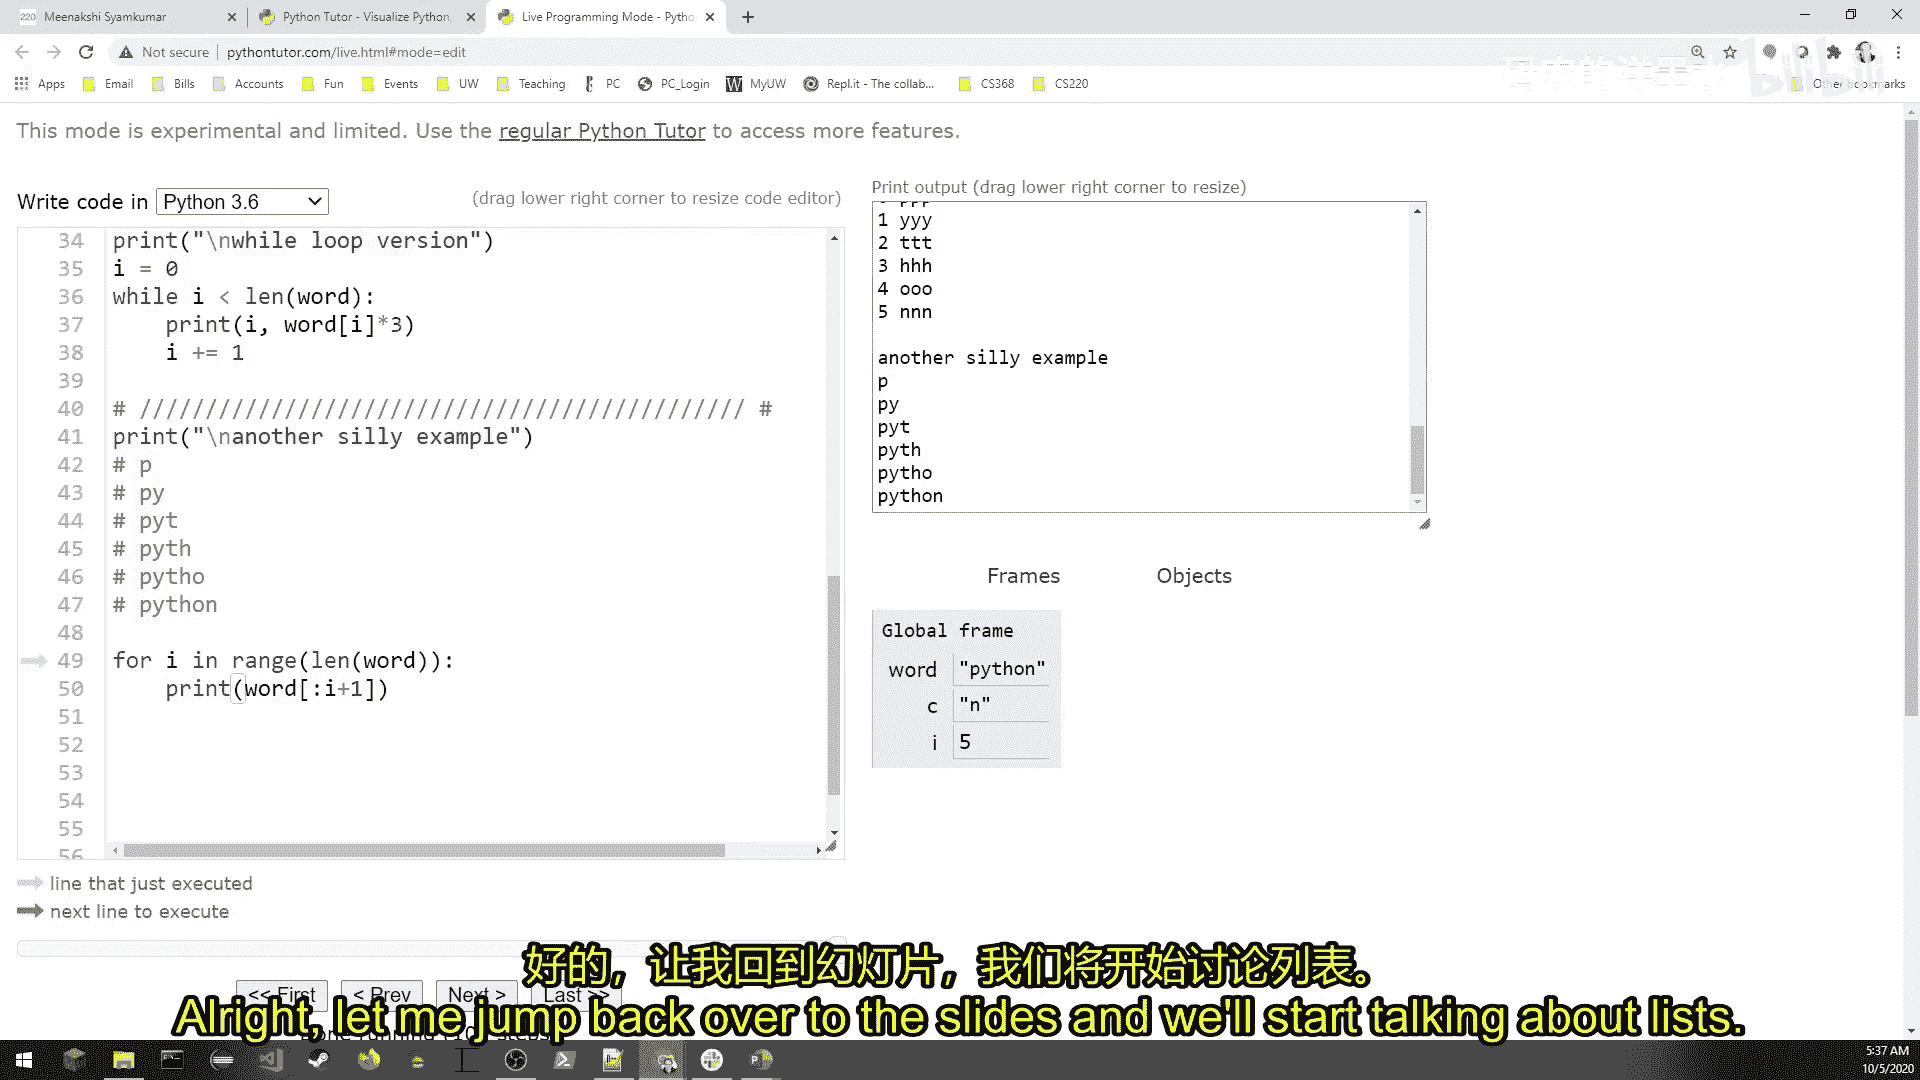 Meenakshi Syamkumar
Python Tutor - Visualize Python,
Live Programming Mode - Pytho
Not secure
pythontutor.com/live.html#mode=edit
Apps
Email
Bills
Accounts
Fun
Events
UW
Teaching
PC
PC_Login
MyUW
Repl.it - The collab...
CS368
CS220
Other bookmarks
This mode is experimental and limited. Use the regular Python Tutor to access more features.
Write code in Python 3.6
(drag lower right corner to resize code editor)
34 print("\nwhile loop version")
35 i = 0
36 while i < len(word):
37 print(i, word[i]*3)
38 i += 1
39
40 # ////////////////////////////////////////////// #
41 print("\nanother silly example")
42 # p
43 # py
44 # pyt
45 # pyth
46 # pytho
47 # python
48
49 for i in range(len(word)):
50 print(word[:i+1])
51
52
53
54
55
56
line that just executed
next line to execute
<< First
< Prev
Next >
Last >>
Print output (drag lower right corner to resize)
1 yyy
2 ttt
3 hhh
4 ooo
5 nnn
another silly example
p
py
pyt
pyth
pytho
python
Frames
Objects
Global frame
word "python"
c "n"
i 5
好的，让我回到幻灯片，我们将开始讨论列表。
Alright, let me jump back over to the slides and we'll start talking about lists.
5:37 AM
10/5/2020